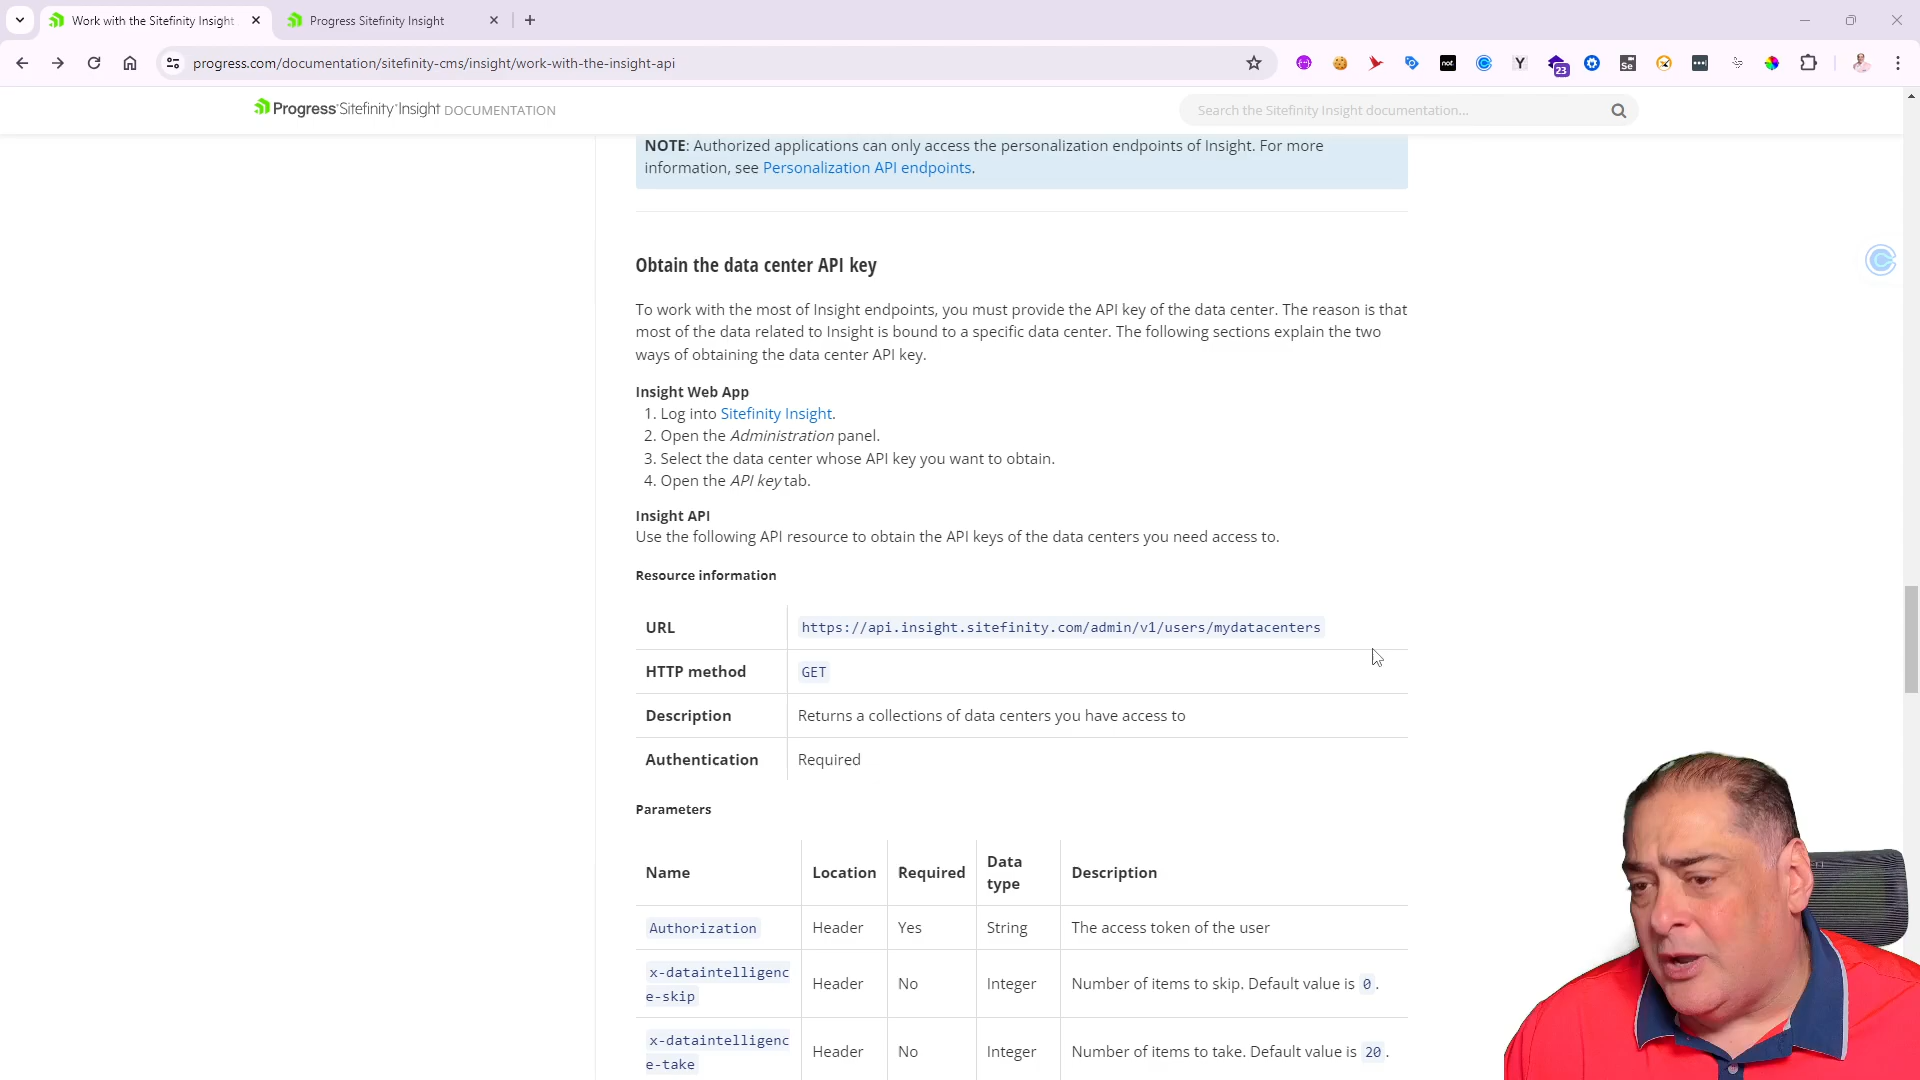 Work with the Sitefinity Insight
Progress Sitefinity Insight
progress.com/documentation/sitefinity-cms/insight/work-with-the-insight-api
not
Y
23
Se
Progress Sitefinity Insight DOCUMENTATION
Search the Sitefinity Insight documentation...
NOTE: Authorized applications can only access the personalization endpoints of Insight. For more
information, see Personalization API endpoints.
Obtain the data center API key
To work with the most of Insight endpoints, you must provide the API key of the data center. The reason is that
most of the data related to Insight is bound to a specific data center. The following sections explain the two
ways of obtaining the data center API key.
Insight Web App
1. Log into Sitefinity Insight.
2. Open the Administration panel.
3. Select the data center whose API key you want to obtain.
4. Open the API key tab.
Insight API
Use the following API resource to obtain the API keys of the data centers you need access to.
Resource information
URL https://api.insight.sitefinity.com/admin/v1/users/mydatacenters
HTTP method GET
Description Returns a collections of data centers you have access to
Authentication Required
Parameters
Name Location Required Data type Description
Authorization Header Yes String The access token of the user
x-dataintelligenc
e-skip Header No Integer Number of items to skip. Default value is 0.
x-dataintelligenc
e-take Header No Integer Number of items to take. Default value is 20.